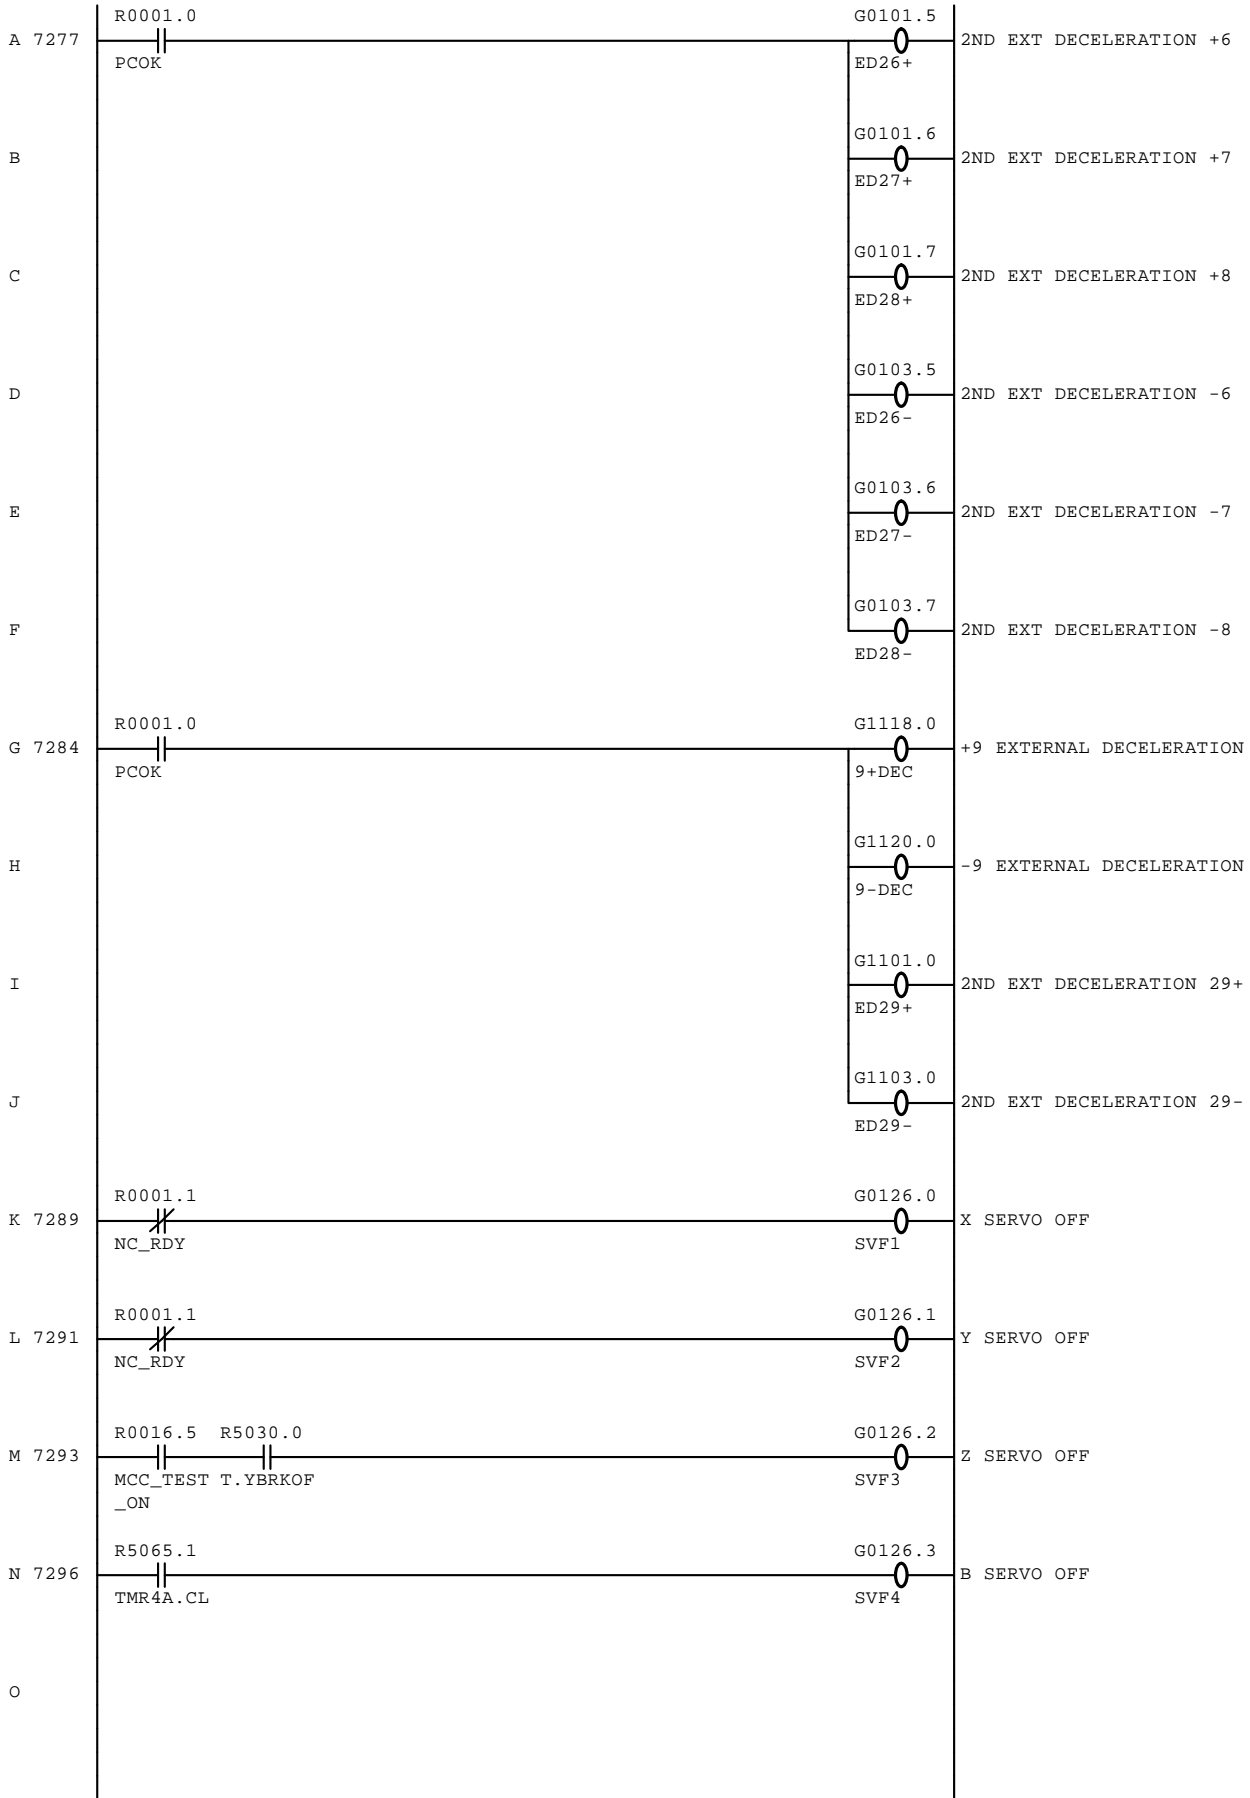 R0001.0 G0101.5
A 7277 2ND EXT DECELERATION +6
PCOK ED26+
G0101.6
B 2ND EXT DECELERATION +7
ED27+
G0101.7
C 2ND EXT DECELERATION +8
ED28+
G0103.5
D 2ND EXT DECELERATION -6
ED26-
G0103.6
E 2ND EXT DECELERATION -7
ED27-
G0103.7
F 2ND EXT DECELERATION -8
ED28-
R0001.0 G1118.0
G 7284 +9 EXTERNAL DECELERATION
PCOK 9+DEC
G1120.0
H -9 EXTERNAL DECELERATION
9-DEC
G1101.0
I 2ND EXT DECELERATION 29+
ED29+
G1103.0
J 2ND EXT DECELERATION 29-
ED29-
R0001.1 G0126.0
K 7289 X SERVO OFF
NC_RDY SVF1
R0001.1 G0126.1
L 7291 Y SERVO OFF
NC_RDY SVF2
R0016.5 R5030.0 G0126.2
M 7293 Z SERVO OFF
MCC_TEST T.YBRKOF SVF3
_ON
R5065.1 G0126.3
N 7296 B SERVO OFF
TMR4A.CL SVF4
O